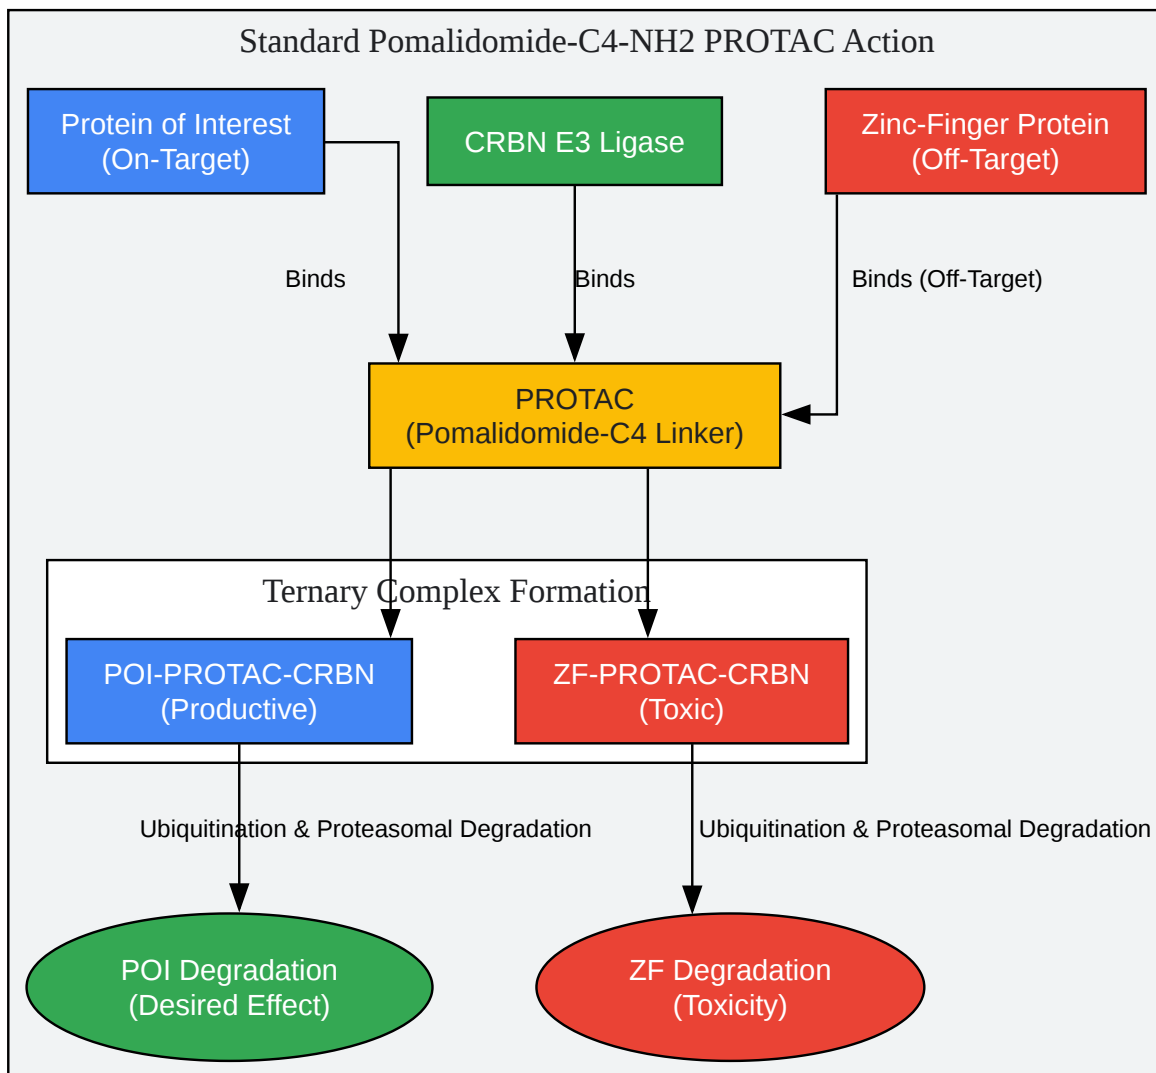 Standard Pomalidomide-C4-NH2 PROTAC Action
Protein of Interest
(On-Target)
CRBN E3 Ligase
Zinc-Finger Protein
(Off-Target)
Binds
Binds
Binds (Off-Target)
PROTAC
(Pomalidomide-C4 Linker)
Ternary Complex Formation
POI-PROTAC-CRBN
(Productive)
ZF-PROTAC-CRBN
(Toxic)
Ubiquitination & Proteasomal Degradation
Ubiquitination & Proteasomal Degradation
POI Degradation
(Desired Effect)
ZF Degradation
(Toxicity)